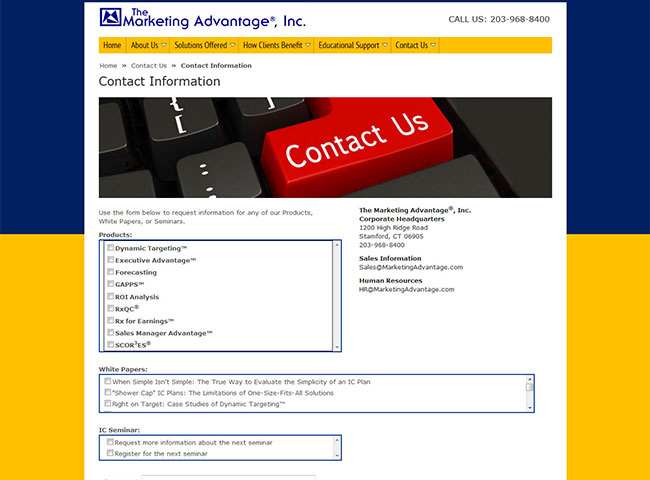 The
Marketing Advantage®, Inc.
CALL US: 203-968-8400
Home About Us Solutions Offered How Clients Benefit Educational Support Contact Us
Home » Contact Us » Contact Information
Contact Information
{ [
} ]
Contact Us
Use the form below to request information for any of our Products,
White Papers, or Seminars.
Products:
Dynamic Targeting™
Executive Advantage™
Forecasting
GAPPS™
ROI Analysis
RxQC®
Rx for Earnings™
Sales Manager Advantage™
SCOR³ES®
The Marketing Advantage®, Inc.
Corporate Headquarters
1200 High Ridge Road
Stamford, CT 06905
203-968-8400
Sales Information
Sales@MarketingAdvantage.com
Human Resources
HR@MarketingAdvantage.com
White Papers:
When Simple Isn't Simple: The True Way to Evaluate the Simplicity of an IC Plan
"Shower Cap" IC Plans: The Limitations of One-Size-Fits-All Solutions
Right on Target: Case Studies of Dynamic Targeting™
IC Seminar:
Request more information about the next seminar
Register for the next seminar